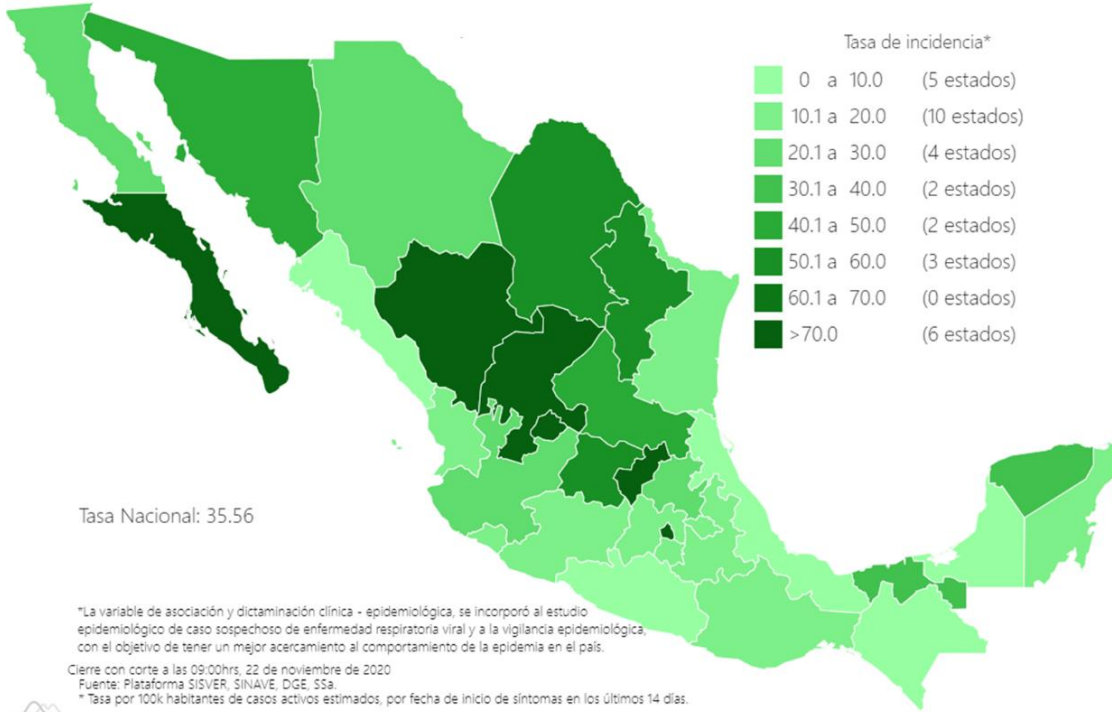 Tasa de incidencia*
0 a 10.0 (5 estados)
10.1 a 20.0 (10 estados)
20.1 a 30.0 (4 estados)
30.1 a 40.0 (2 estados)
40.1 a 50.0 (2 estados)
50.1 a 60.0 (3 estados)
60.1 a 70.0 (0 estados)
>70.0 (6 estados)
Tasa Nacional: 35.56
*La variable de asociación y dictaminación clínica - epidemiológica, se incorporó al estudio
epidemiológico de caso sospechoso de enfermedad respiratoria viral y a la vigilancia epidemiológica,
con el objetivo de tener un mejor acercamiento al comportamiento de la epidemia en el país.
Cierre con corte a las 09:00hrs, 22 de noviembre de 2020
Fuente: Plataforma SISVER, SINAVE, DGE, SSa.
* Tasa por 100k habitantes de casos activos estimados, por fecha de inicio de síntomas en los últimos 14 días.